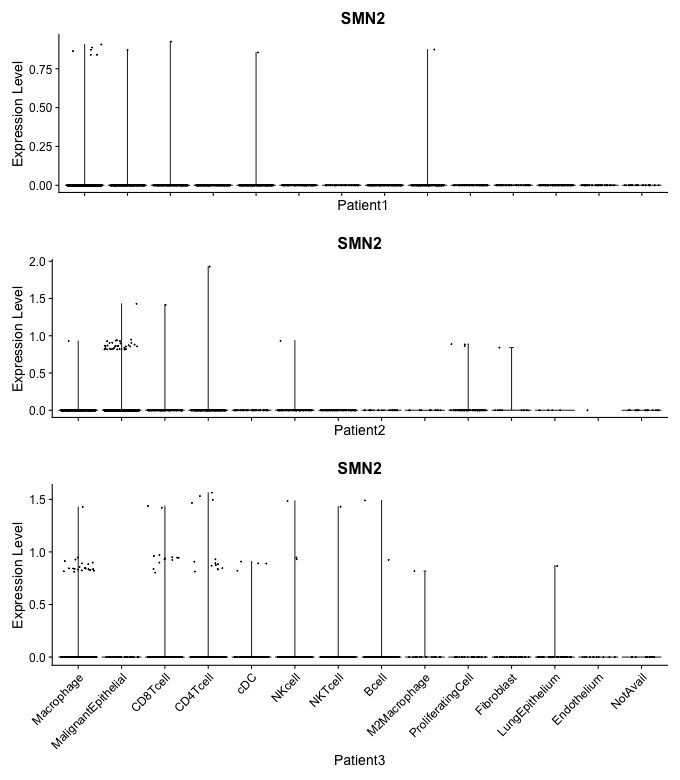 SMN2
Expression Level
0.75
0.50
0.25
0.00
Patient1
SMN2
Expression Level
2.0
1.5
1.0
0.5
0.0
Patient2
SMN2
Expression Level
1.5
1.0
0.5
0.0
Macrophage
MalignantEpithelial
CD8Tcell
CD4Tcell
cDC
NKcell
NKTcell
Bcell
M2Macrophage
ProliferatingCell
Fibroblast
LungEpithelium
Endothelium
NotAvail
Patient3